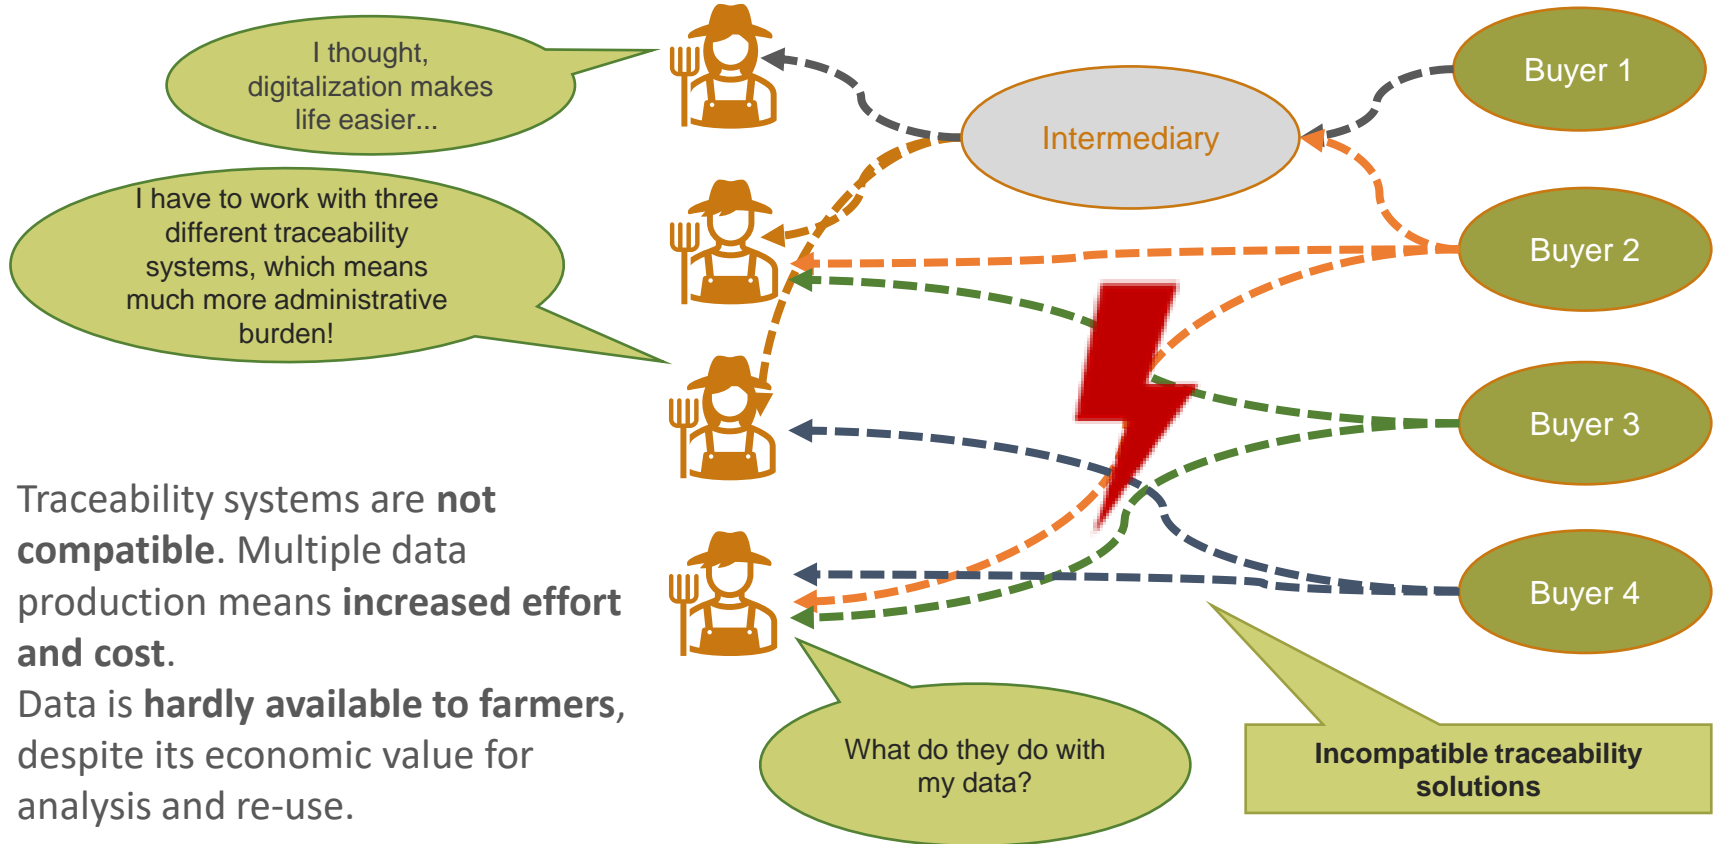 I thought,
digitalization makes
life easier...
Intermediary
Buyer 1
I have to work with three
different traceability
systems, which means
much more administrative
burden!
Buyer 2
Buyer 3
Traceability systems are not
compatible. Multiple data
production means increased effort
and cost.
Data is hardly available to farmers,
despite its economic value for
analysis and re-use.
Buyer 4
What do they do with
my data?
Incompatible traceability
solutions